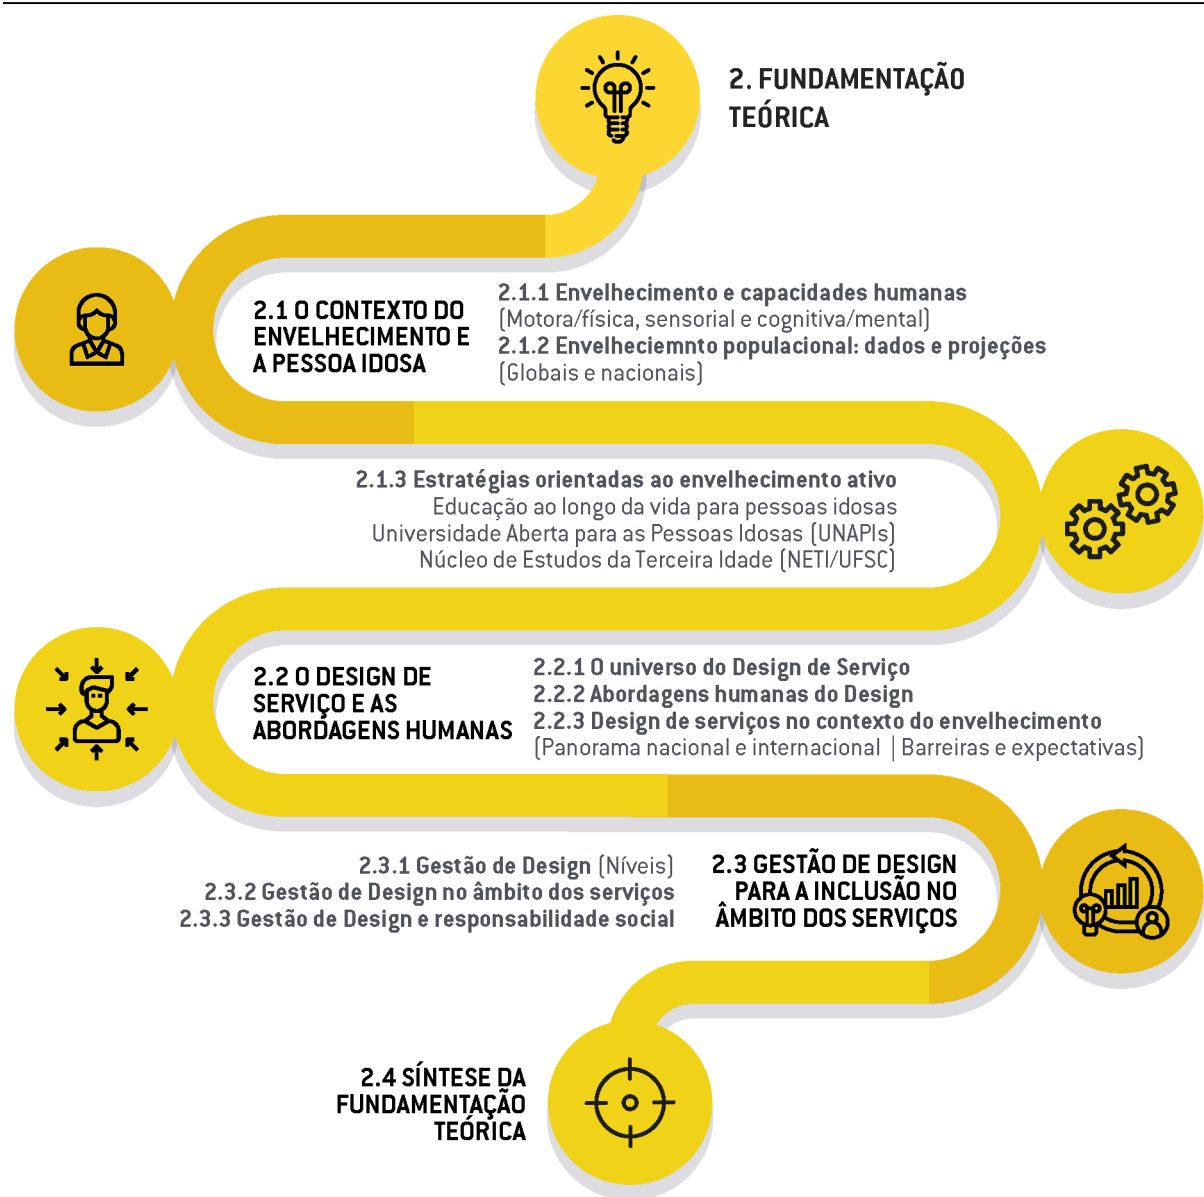 2. FUNDAMENTAÇÃO
TEÓRICA
2.1 O CONTEXTO DO
ENVELHECIMENTO E
A PESSOA IDOSA
2.1.1 Envelhecimento e capacidades humanas
(Motora/física, sensorial e cognitiva/mental)
2.1.2 Envelheciemnto populacional: dados e projeções
(Globais e nacionais)
2.1.3 Estratégias orientadas ao envelhecimento ativo
Educação ao longo da vida para pessoas idosas
Universidade Aberta para as Pessoas Idosas (UNAPIs)
Núcleo de Estudos da Terceira Idade (NETI/UFSC)
2.2 O DESIGN DE
SERVIÇO E AS
ABORDAGENS HUMANAS
2.2.1 O universo do Design de Serviço
2.2.2 Abordagens humanas do Design
2.2.3 Design de serviços no contexto do envelhecimento
(Panorama nacional e internacional | Barreiras e expectativas)
2.3 GESTÃO DE DESIGN
PARA A INCLUSÃO NO
ÂMBITO DOS SERVIÇOS
2.3.1 Gestão de Design (Níveis)
2.3.2 Gestão de Design no âmbito dos serviços
2.3.3 Gestão de Design e responsabilidade social
2.4 SÍNTESE DA
FUNDAMENTAÇÃO
TEÓRICA